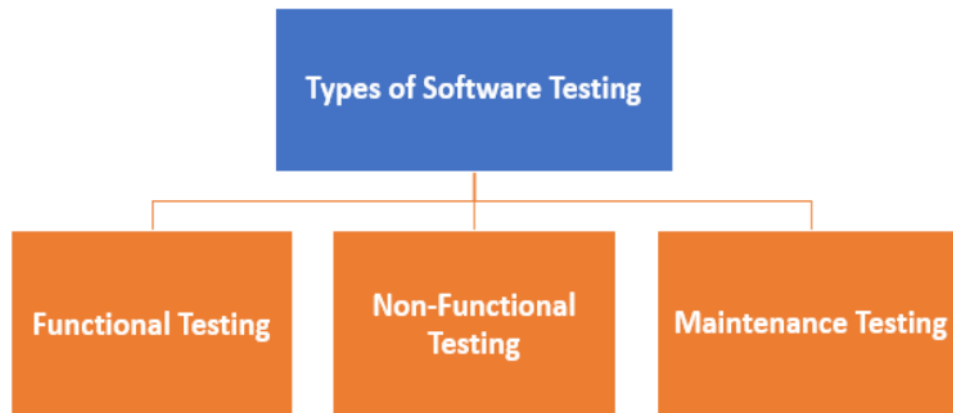 Types of Software Testing
Functional Testing
Non-Functional
Testing
Maintenance Testing